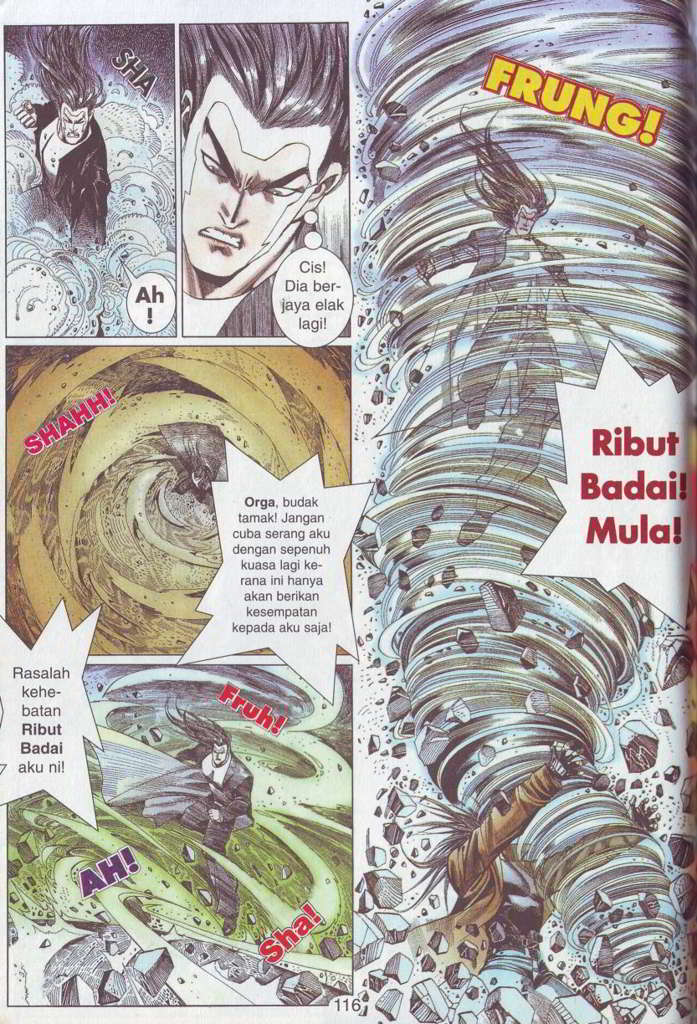 SHA
Ah
!
Cis!
Dia ber-
jaya elak
lagi!
SHAHH!
Orga, budak
tamak! Jangan
cuba serang aku
dengan sepenuh
kuasa lagi ke-
rana ini hanya
akan berikan
kesempatan
kepada aku saja!
Rasalah
kehe-
batan
Ribut
Badai
aku ni!
Fruh!
AH!
Sha!
116
FRUNG!
Ribut
Badai!
Mula!